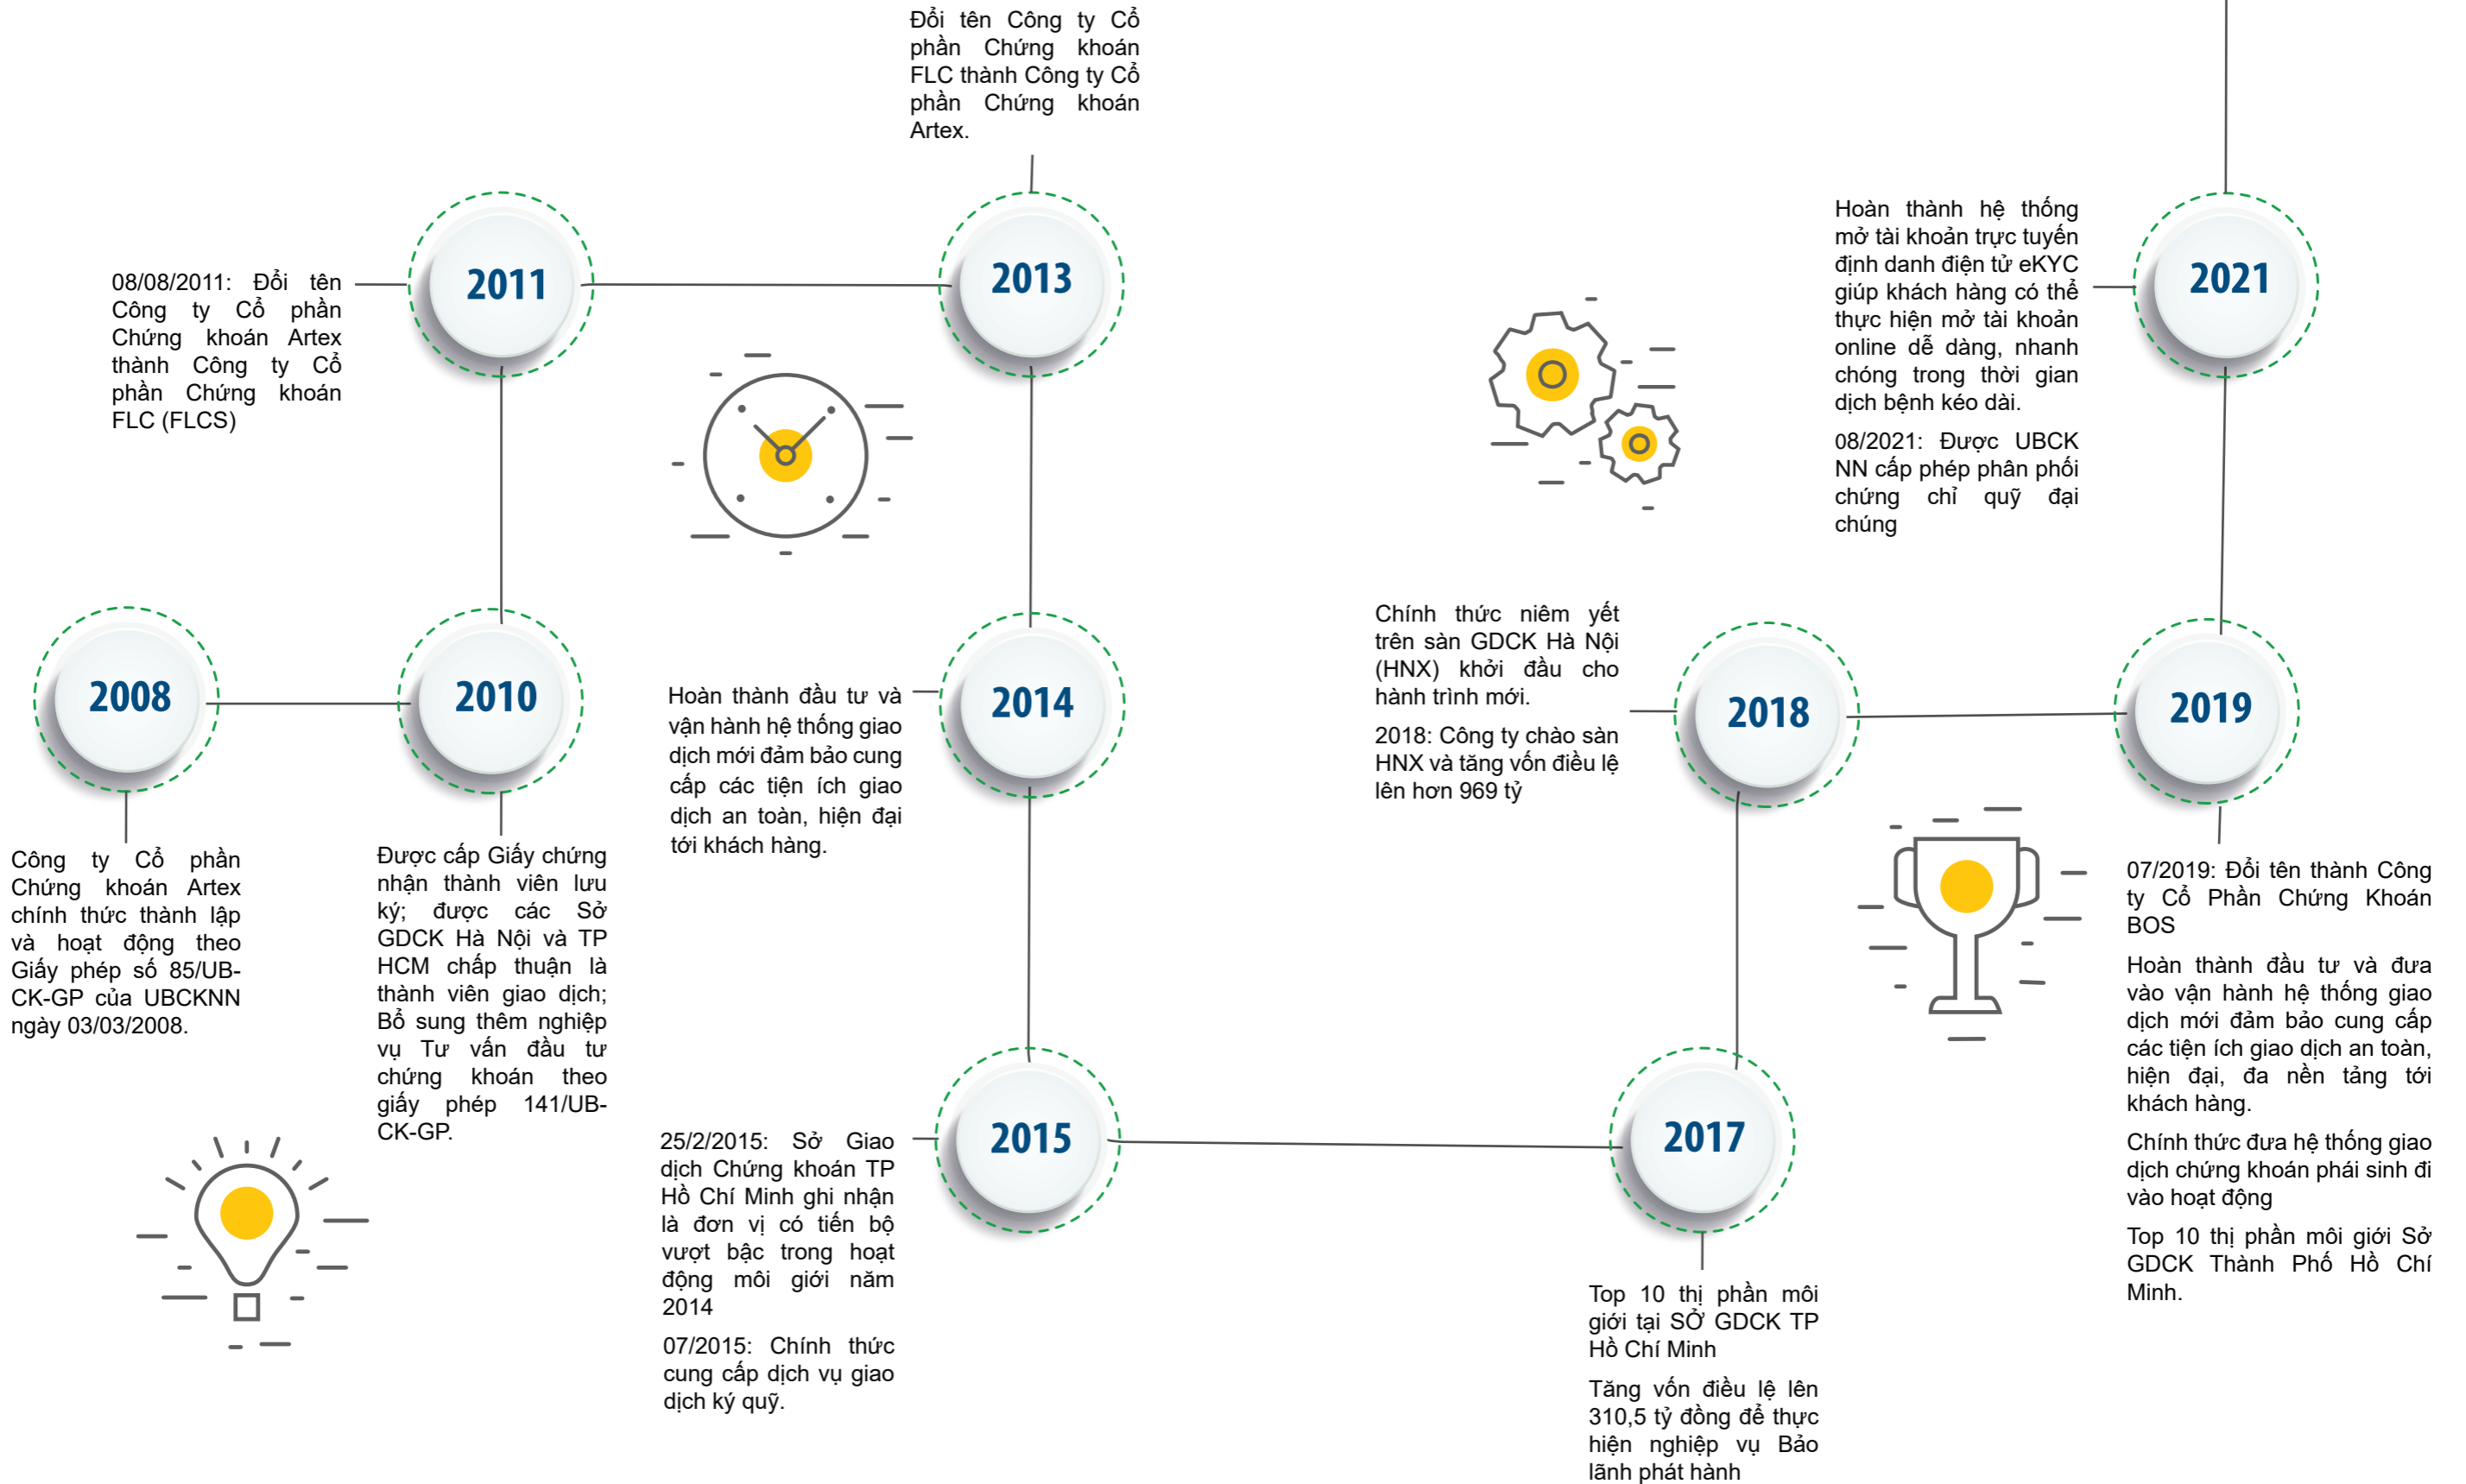 2008
Công ty Cổ phần
Chứng khoán Artex
chính thức thành lập
và hoạt động theo
Giấy phép số 85/UB-
CK-GP của UBCKNN
ngày 03/03/2008.
2010
Được cấp Giấy chứng
nhận thành viên lưu
ký; được các Sở
GDCK Hà Nội và TP
HCM chấp thuận là
thành viên giao dịch;
Bổ sung thêm nghiệp
vụ Tư vấn đầu tư
chứng khoán theo
giấy phép 141/UB-
CK-GP.
2011
08/08/2011: Đổi tên
Công ty Cổ phần
Chứng khoán Artex
thành Công ty Cổ
phần Chứng khoán
FLC (FLCS)
Đổi tên Công ty Cổ
phần Chứng khoán
FLC thành Công ty Cổ
phần Chứng khoán
Artex.
2013
2014
Hoàn thành đầu tư và
vận hành hệ thống giao
dịch mới đảm bảo cung
cấp các tiện ích giao
dịch an toàn, hiện đại
tới khách hàng.
2015
25/2/2015: Sở Giao
dịch Chứng khoán TP
Hồ Chí Minh ghi nhận
là đơn vị có tiến bộ
vượt bậc trong hoạt
động môi giới năm
2014
07/2015: Chính thức
cung cấp dịch vụ giao
dịch ký quỹ.
2017
Top 10 thị phần môi
giới tại SỞ GDCK TP
Hồ Chí Minh
Tăng vốn điều lệ lên
310,5 tỷ đồng để thực
hiện nghiệp vụ Bảo
lãnh phát hành
2018
Chính thức niêm yết
trên sàn GDCK Hà Nội
(HNX) khởi đầu cho
hành trình mới.
2018: Công ty chào sàn
HNX và tăng vốn điều lệ
lên hơn 969 tỷ
2019
07/2019: Đổi tên thành Công
ty Cổ Phần Chứng Khoán
BOS
Hoàn thành đầu tư và đưa
vào vận hành hệ thống giao
dịch mới đảm bảo cung cấp
các tiện ích giao dịch an toàn,
hiện đại, đa nền tảng tới
khách hàng.
Chính thức đưa hệ thống giao
dịch chứng khoán phái sinh đi
vào hoạt động
Top 10 thị phần môi giới Sở
GDCK Thành Phố Hồ Chí
Minh.
2021
Hoàn thành hệ thống
mở tài khoản trực tuyến
định danh điện tử eKYC
giúp khách hàng có thể
thực hiện mở tài khoản
online dễ dàng, nhanh
chóng trong thời gian
dịch bệnh kéo dài.
08/2021: Được UBCK
NN cấp phép phân phối
chứng chỉ quỹ đại
chúng